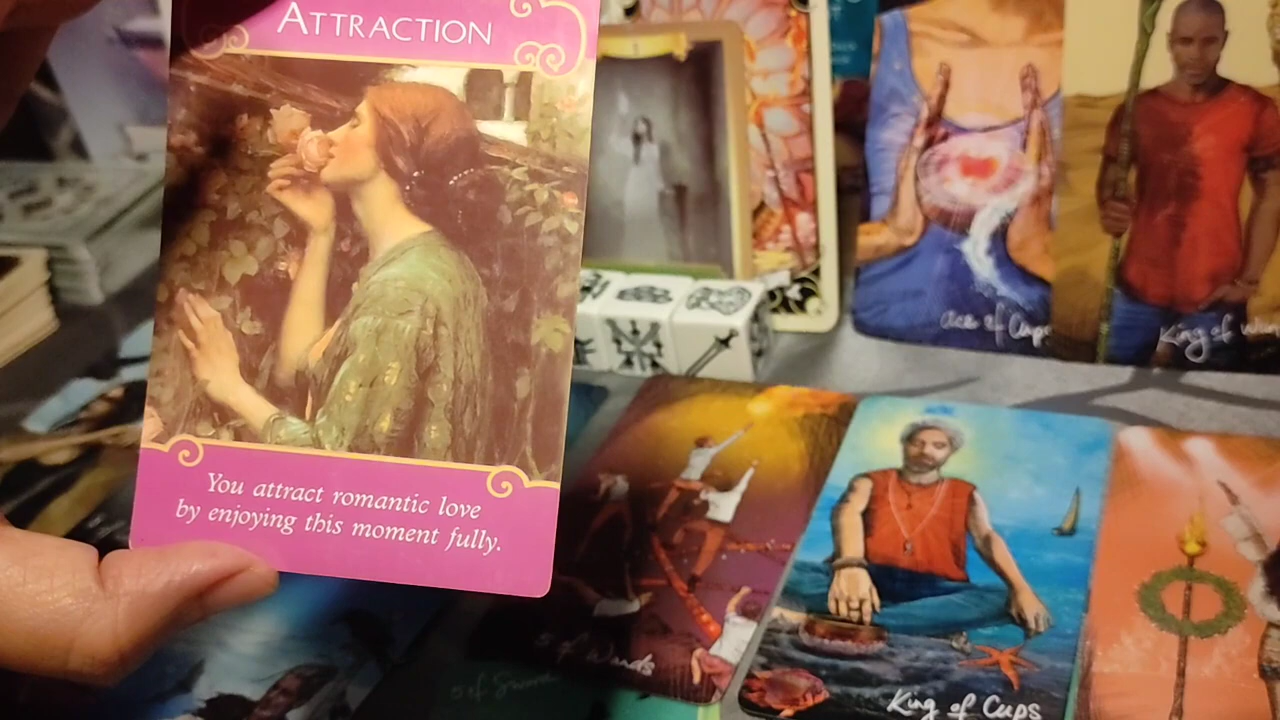 ATTRACTION
You attract romantic love
by enjoying this moment fully.
Ace of Cups
King of
5 of Wands
King of Cups